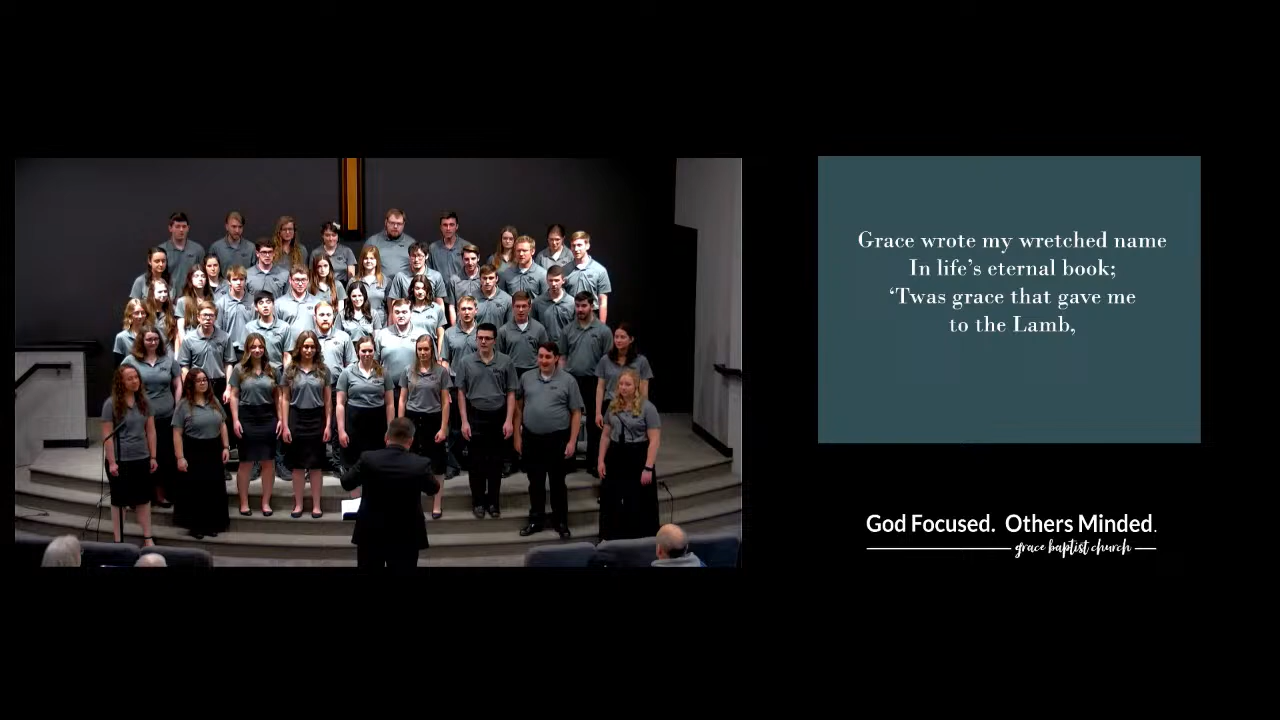 Grace wrote my wretched name
In life’s eternal book;
‘Twas grace that gave me
to the Lamb,
God Focused. Others Minded.
grace baptist church